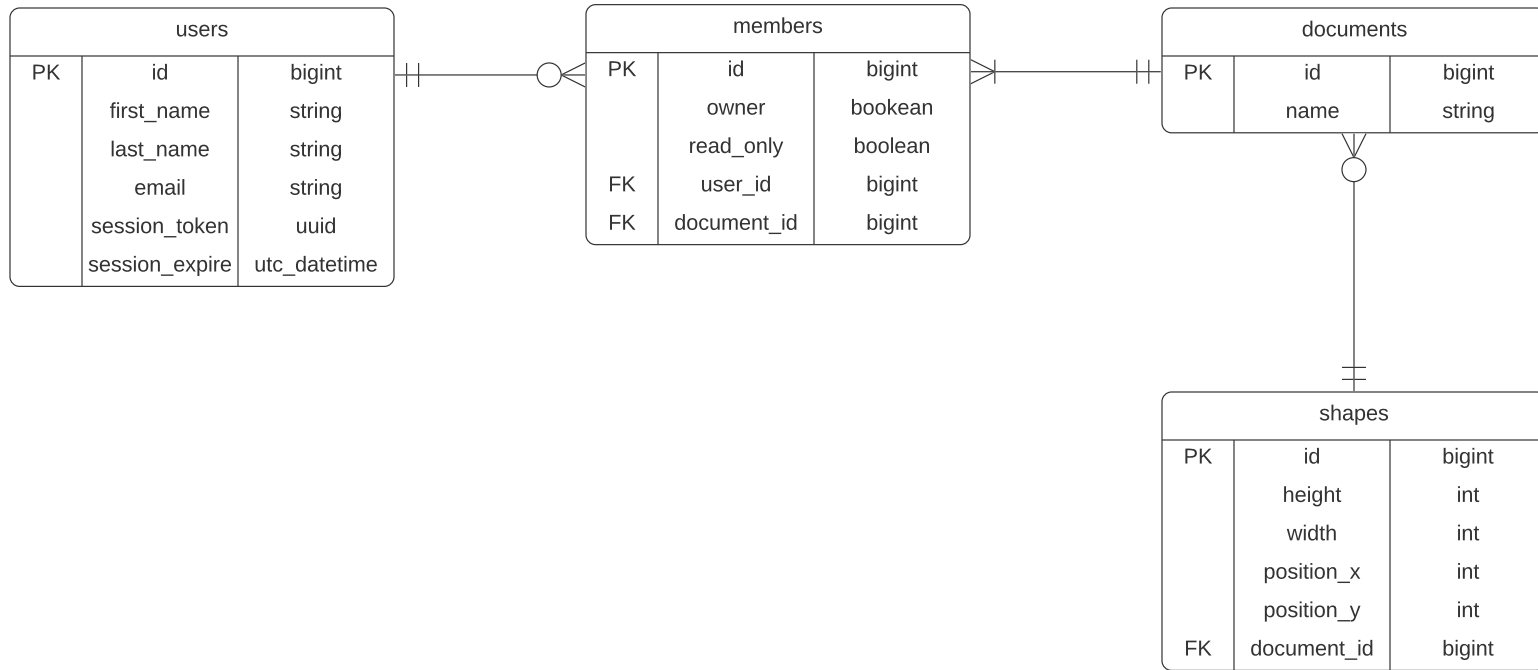 users
PK id bigint
first_name string
last_name string
email string
session_token uuid
session_expire utc_datetime
members
PK id bigint
owner bookean
read_only boolean
FK user_id bigint
FK document_id bigint
documents
PK id bigint
name string
shapes
PK id bigint
height int
width int
position_x int
position_y int
FK document_id bigint